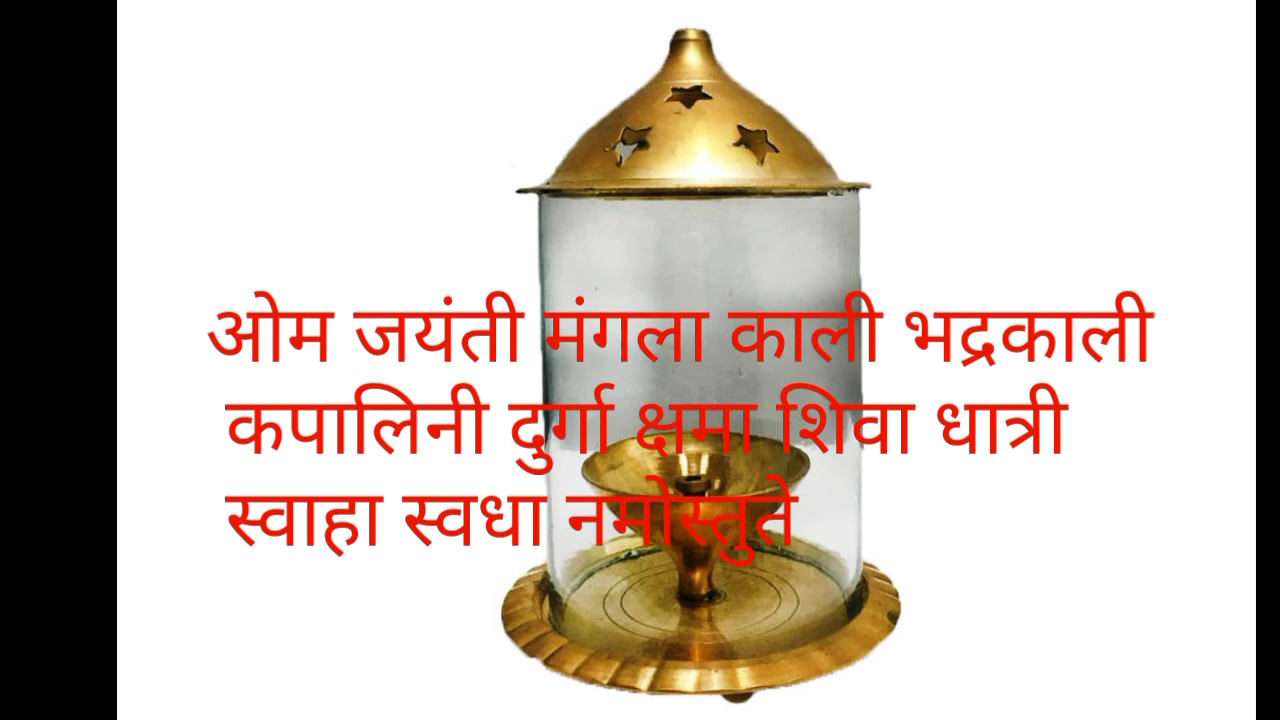 ओम जयंती मंगला काली भद्रकाली
कपालिनी दुर्गा क्षमा शिवा धात्री
स्वाहा स्वधा नमोस्तुते